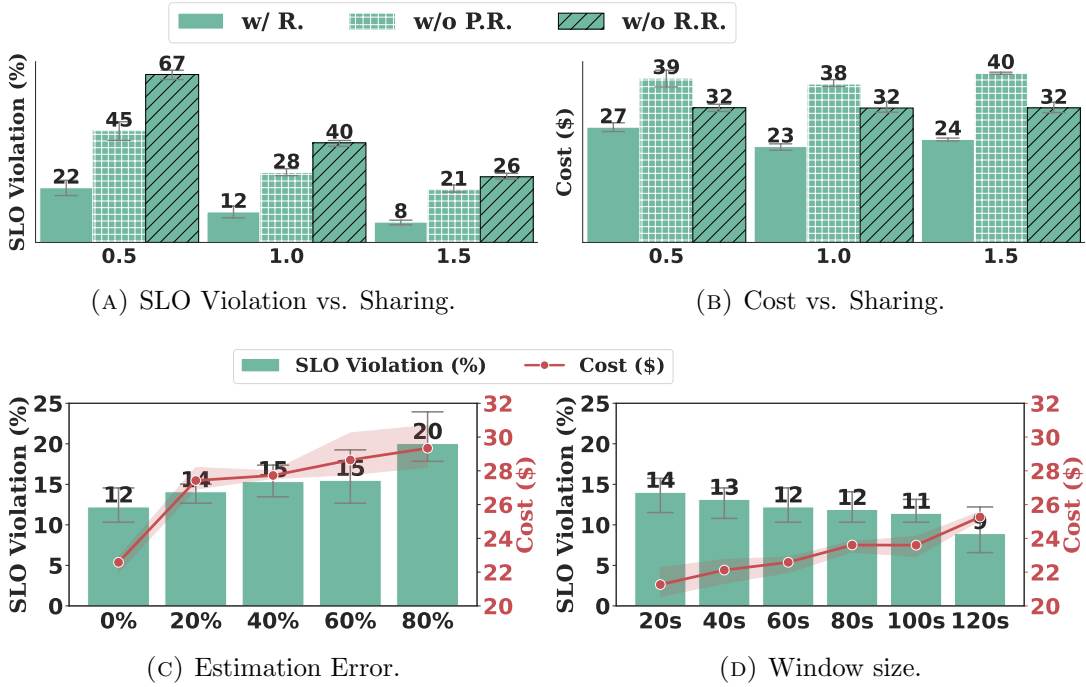 w/ R. w/o P.R. w/o R.R.
SLO Violation (%)
22 45 67 12 28 40 8 21 26
0.5 1.0 1.5
(A) SLO Violation vs. Sharing.
Cost ($)
27 39 32 23 38 32 24 40 32
0.5 1.0 1.5
(B) Cost vs. Sharing.
SLO Violation (%) Cost ($)
SLO Violation (%)
25
20
15
10
5
0
12 14 15 15 20
32
30
28
26
24
22
20
Cost ($)
0% 20% 40% 60% 80%
(C) Estimation Error.
SLO Violation (%)
25
20
15
10
5
0
14 13 12 12 11 9
32
30
28
26
24
22
20
Cost ($)
20s 40s 60s 80s 100s 120s
(D) Window size.